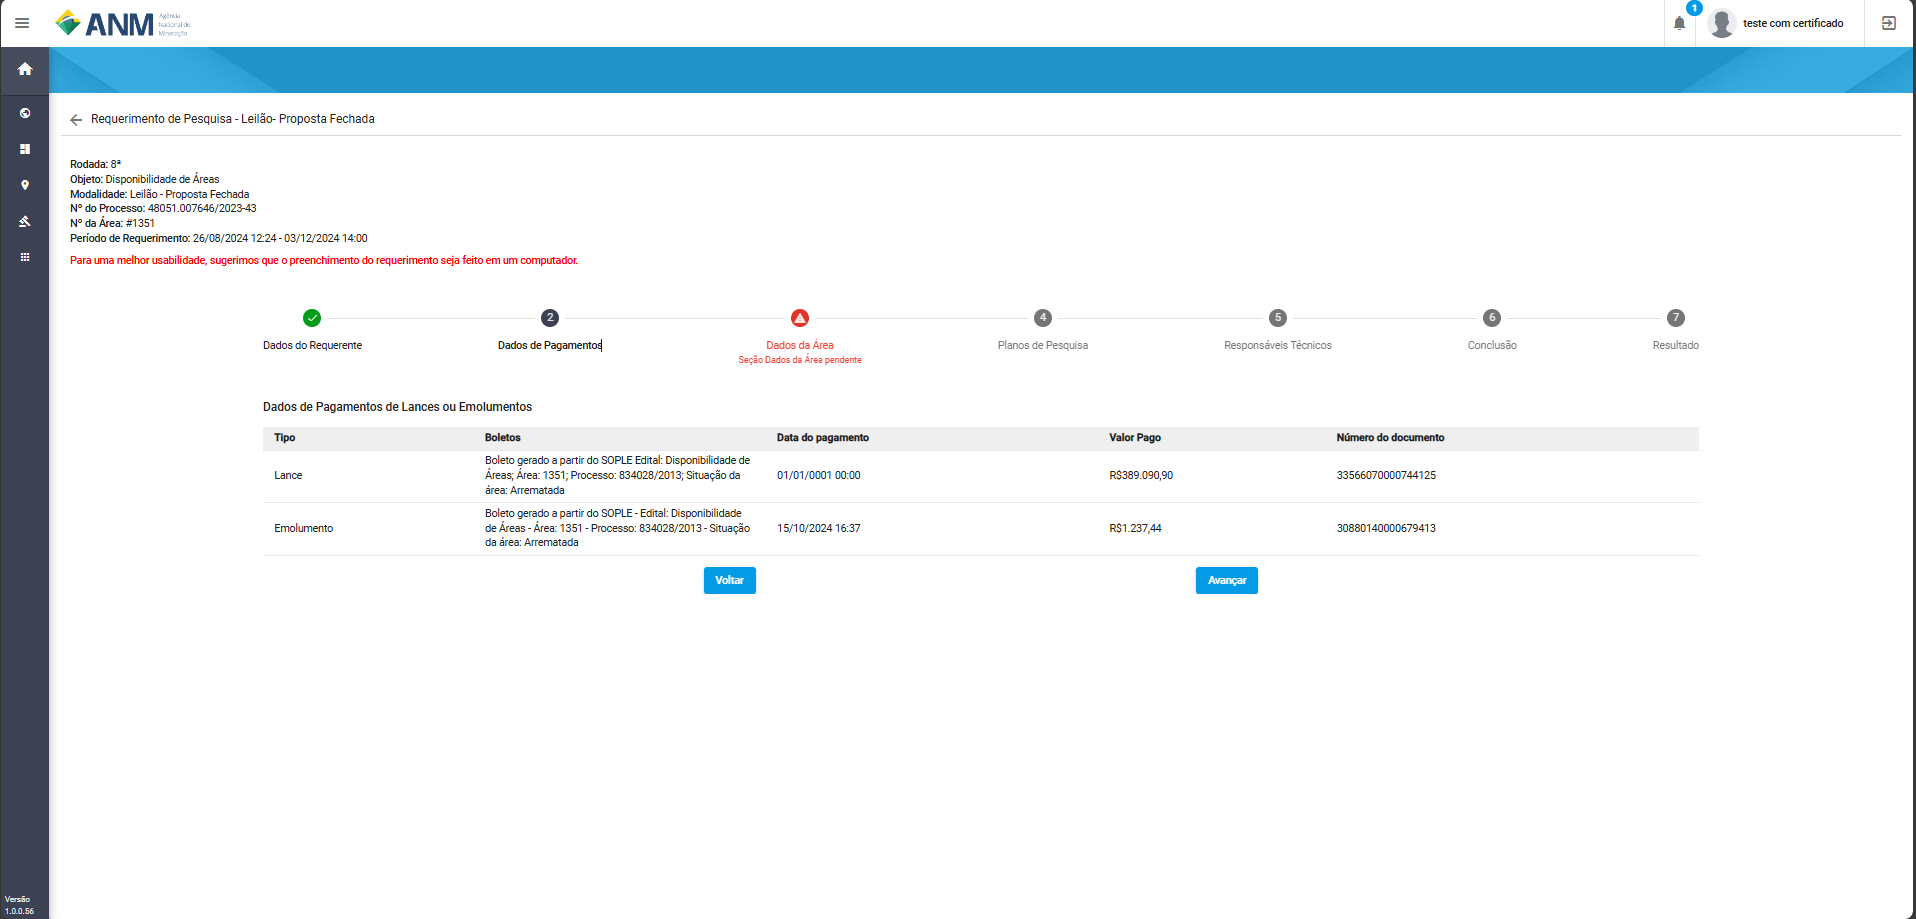 ANM
Agência
Nacional de
Mineração
1
teste com certificado
Requerimento de Pesquisa - Leilão- Proposta Fechada
Rodada: 8ª
Objeto: Disponibilidade de Áreas
Modalidade: Leilão - Proposta Fechada
Nº do Processo: 48051.007646/2023-43
Nº da Área: #1351
Período de Requerimento: 26/08/2024 12:24 - 03/12/2024 14:00
Para uma melhor usabilidade, sugerimos que o preenchimento do requerimento seja feito em um computador.
2 4 5 6 7
Dados do Requerente Dados de Pagamentos Dados da Área Planos de Pesquisa Responsáveis Técnicos Conclusão Resultado
Seção Dados da Área pendente
Dados de Pagamentos de Lances ou Emolumentos
Tipo Boletos Data do pagamento Valor Pago Número do documento
Boleto gerado a partir do SOPLE Edital: Disponibilidade de
Lance Áreas; Área: 1351; Processo: 834028/2013; Situação da 01/01/0001 00:00 R$389.090,90 33566070000744125
área: Arrematada
Boleto gerado a partir do SOPLE - Edital: Disponibilidade
Emolumento de Áreas - Área: 1351 - Processo: 834028/2013 - Situação 15/10/2024 16:37 R$1.237,44 30880140000679413
da área: Arrematada
Voltar Avançar
Versão
1.0.0.56